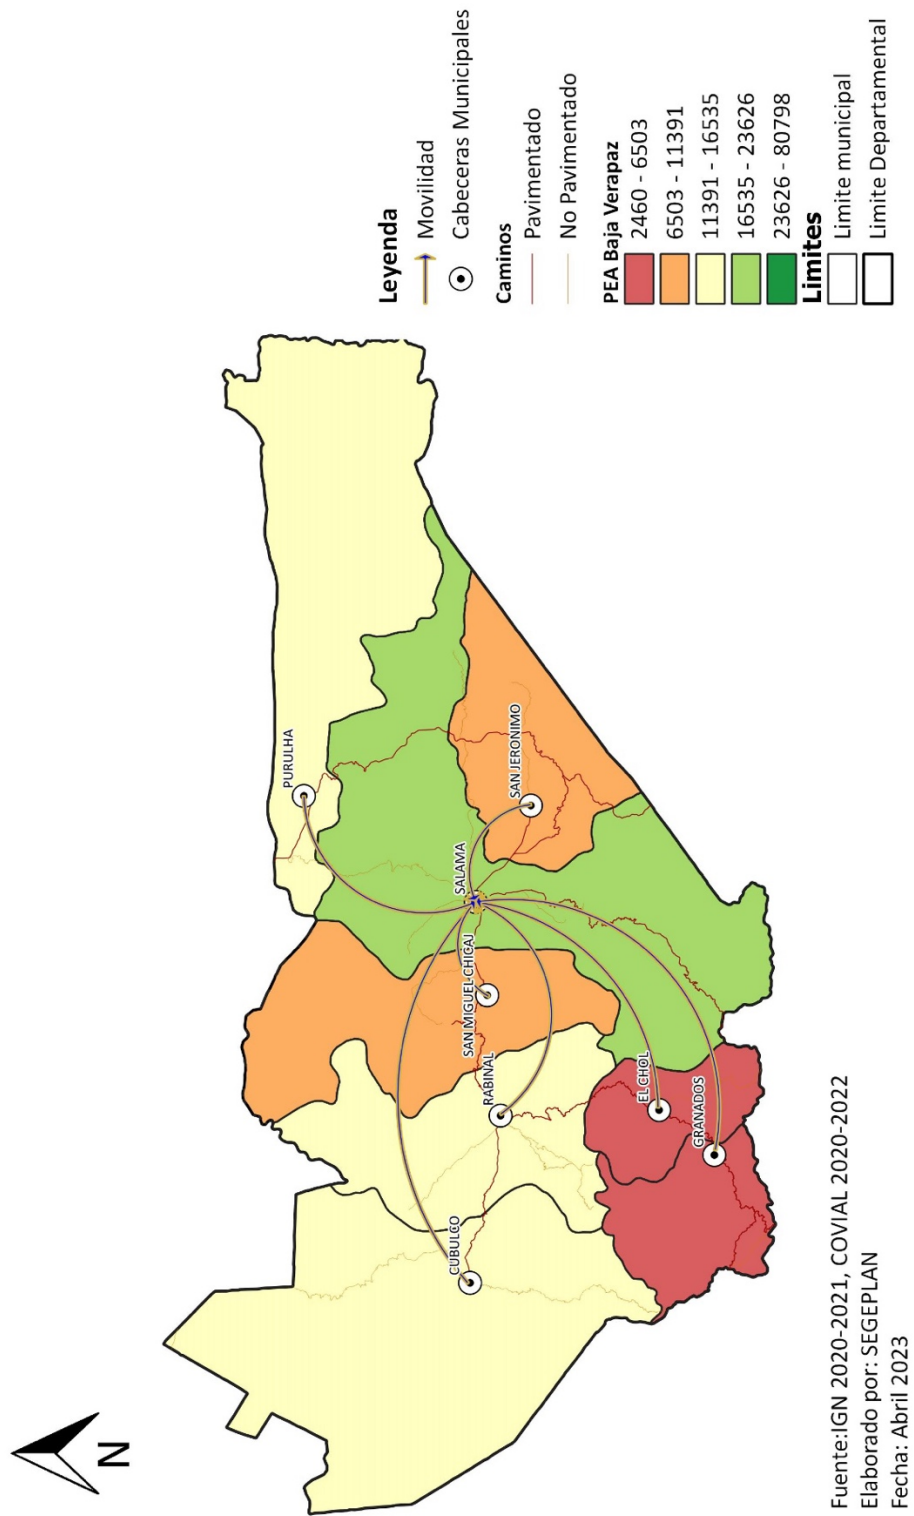 N
PURULHA
SALAMA
SAN JERONIMO
SAN MIGUEL CHICAJ
RABINAL
CUBULCO
EL CHOL
GRANADOS
Leyenda
Movilidad
Cabeceras Municipales
Caminos
Pavimentado
No Pavimentado
PEA Baja Verapaz
2460 - 6503
6503 - 11391
11391 - 16535
16535 - 23626
23626 - 80798
Limites
Limite municipal
Limite Departamental
Fuente:IGN 2020-2021, COVIAL 2020-2022
Elaborado por: SEGEPLAN
Fecha: Abril 2023